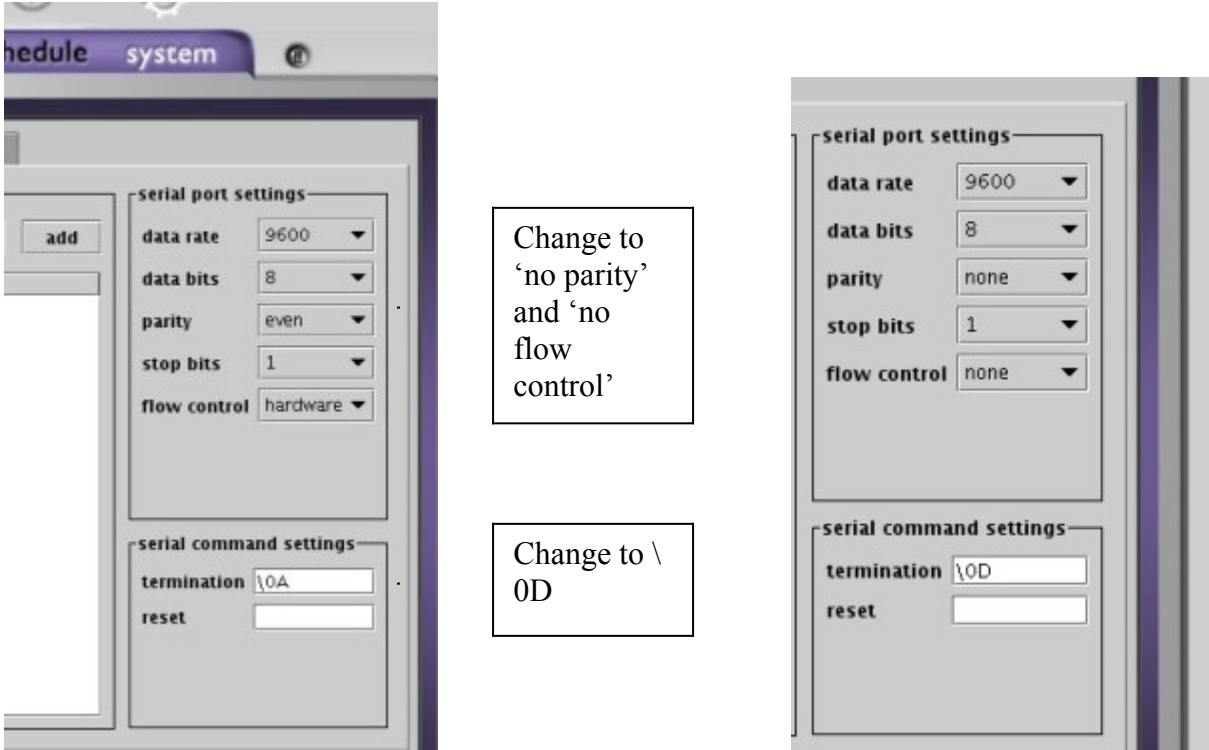 hedule system
serial port settings
add
data rate 9600
data bits 8
parity even
stop bits 1
flow control hardware
serial command settings
termination \0A
reset
Change to
‘no parity’
and ‘no
flow
control’
Change to \
0D
serial port settings
data rate 9600
data bits 8
parity none
stop bits 1
flow control none
serial command settings
termination \0D
reset